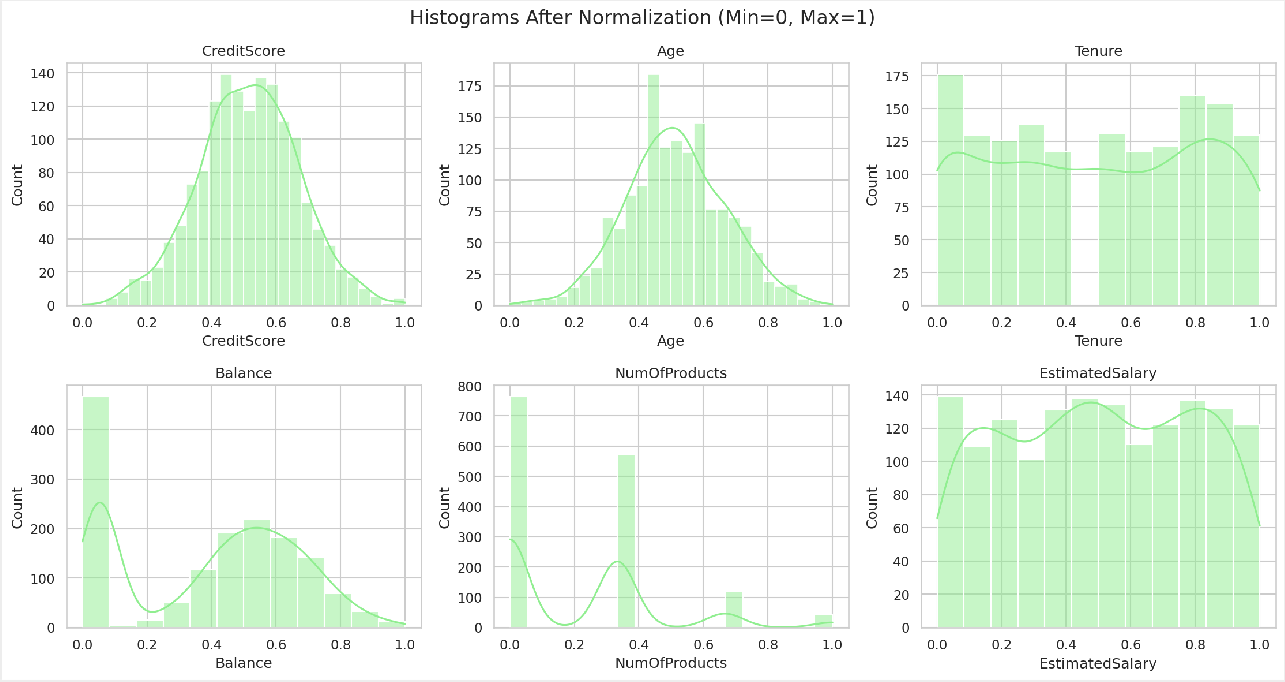 Histograms After Normalization (Min=0, Max=1)
CreditScore
Count
140
120
100
80
60
40
20
0
0.0 0.2 0.4 0.6 0.8 1.0
CreditScore
Age
Count
175
150
125
100
75
50
25
0
0.0 0.2 0.4 0.6 0.8 1.0
Age
Tenure
Count
175
150
125
100
75
50
25
0
0.0 0.2 0.4 0.6 0.8 1.0
Tenure
Balance
Count
400
300
200
100
0
0.0 0.2 0.4 0.6 0.8 1.0
Balance
NumOfProducts
Count
800
700
600
500
400
300
200
100
0
0.0 0.2 0.4 0.6 0.8 1.0
NumOfProducts
EstimatedSalary
Count
140
120
100
80
60
40
20
0
0.0 0.2 0.4 0.6 0.8 1.0
EstimatedSalary